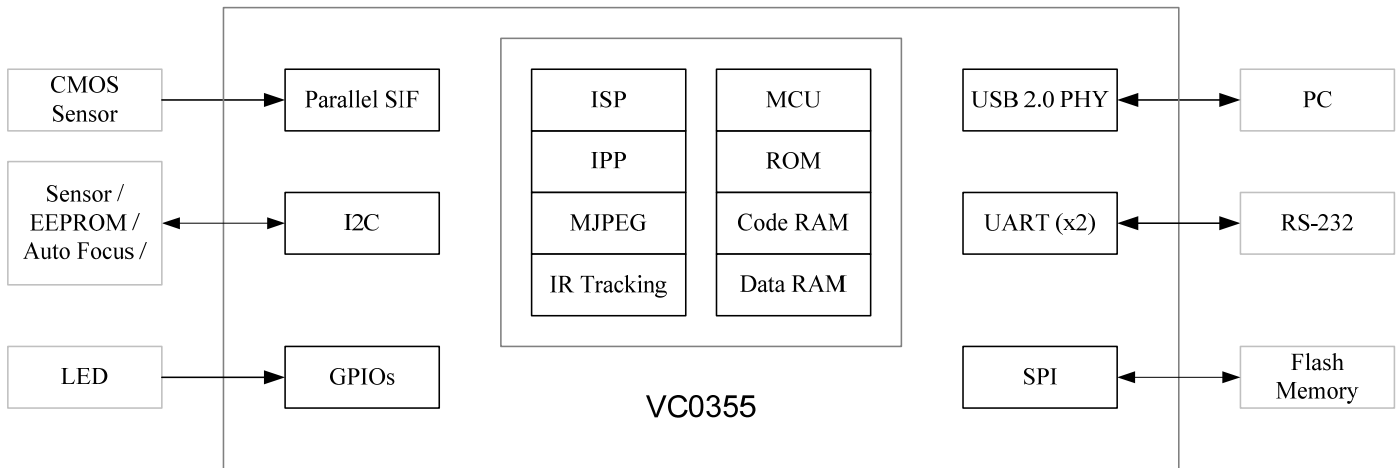 CMOS
Sensor
Parallel SIF
Sensor /
EEPROM /
Auto Focus /
I2C
LED
GPIOs
ISP
IPP
MJPEG
IR Tracking
MCU
ROM
Code RAM
Data RAM
USB 2.0 PHY
PC
UART (x2)
RS-232
SPI
Flash
Memory
VC0355